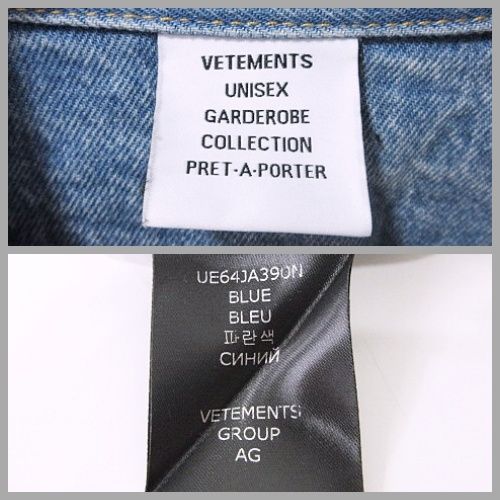 VETEMENTS
UNISEX
GARDEROBE
COLLECTION
PRET-A-PORTER
UE64JA390N
BLUE
BLEU
파란색
СИНИЙ
VETEMENTS
GROUP
AG